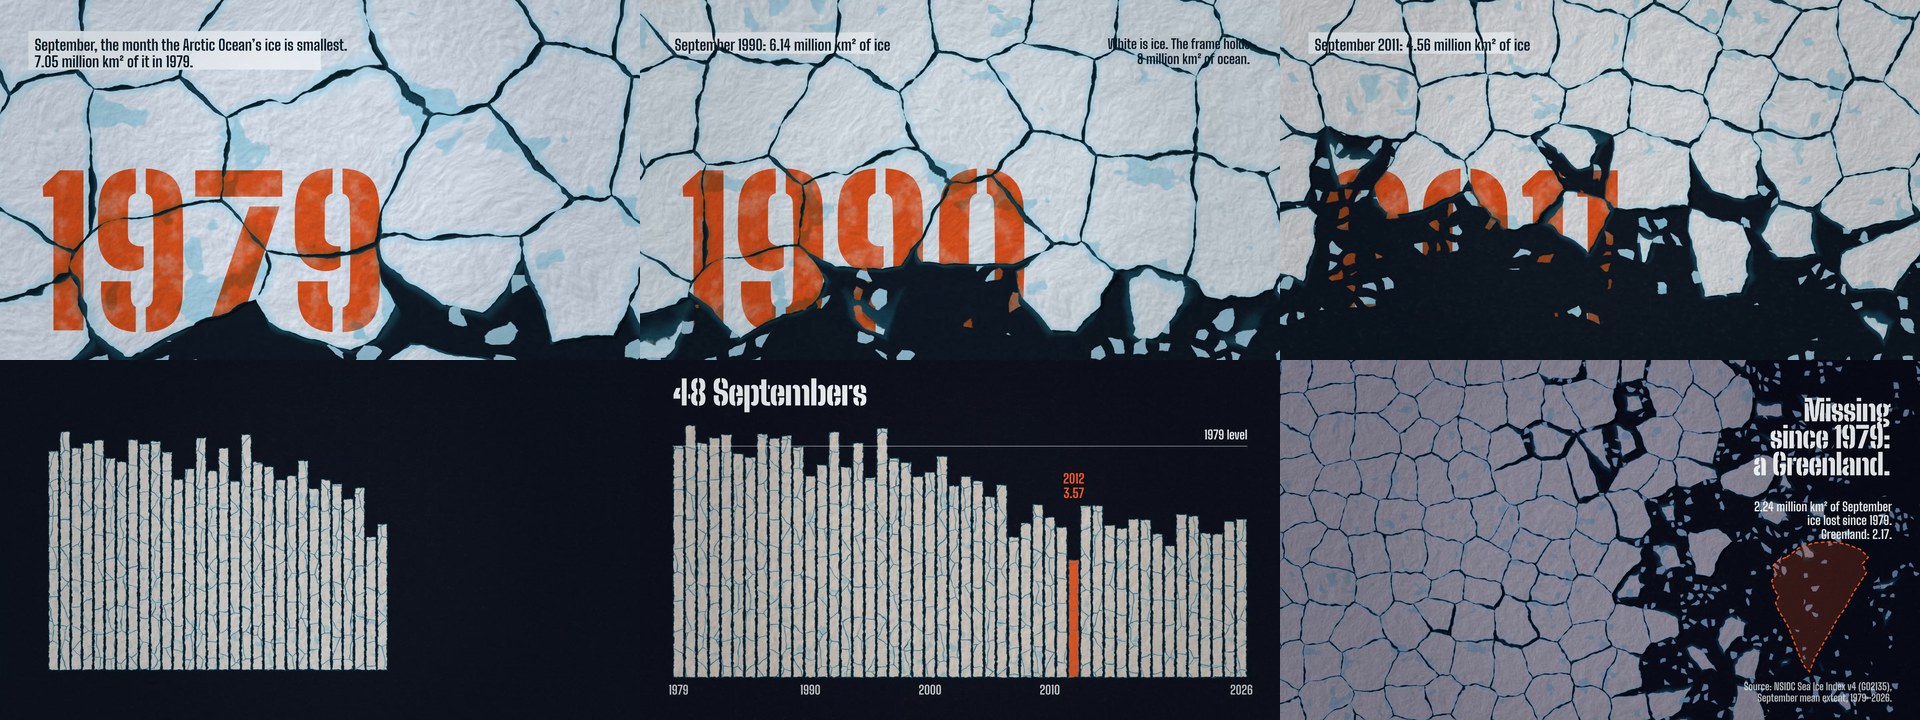 September, the month the Arctic Ocean's ice is smallest.
7.05 million km² of it in 1979.
1979
September 1990: 6.14 million km² of ice
White is ice. The frame holds
8 million km² of ocean.
1990
September 2011: 4.56 million km² of ice
2011
48 Septembers
1979 level
2012
3.57
1979
1990
2000
2010
2026
Missing
since 1979:
a Greenland.
2.24 million km² of September
ice lost since 1979.
Greenland: 2.17.
Source: NSIDC Sea Ice Index v4 (G02135),
September mean extent, 1979–2026.